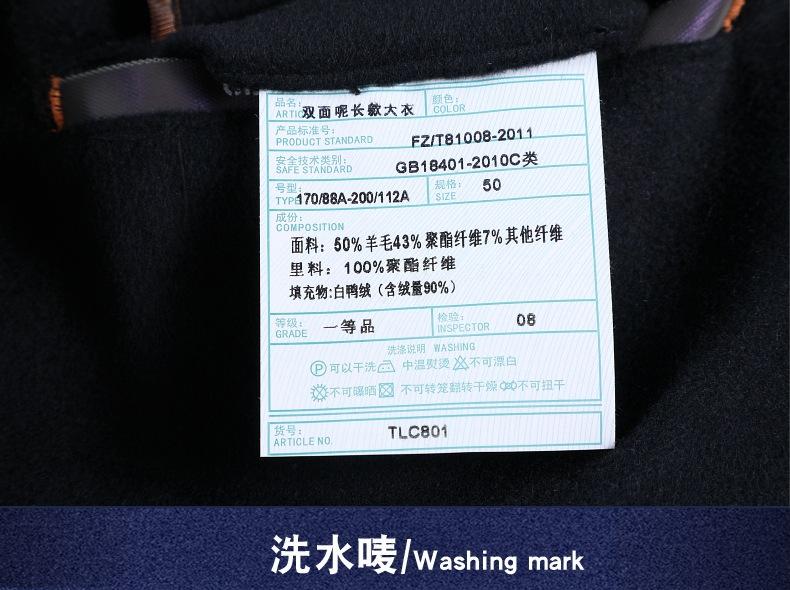 品名: 双面呢长款大衣 颜色:
ARTICLE COLOR
产品标准号:
PRODUCT STANDARD FZ/T81008-2011
安全技术类别:
SAFE STANDARD GB18401-2010C类
号型: 规格: 50
TYPE 170/88A-200/112A SIZE
成份:
COMPOSITION
面料: 50%羊毛43%聚酯纤维7%其他纤维
里料: 100%聚酯纤维
填充物:白鸭绒(含绒量90%)
等级: 一等品 检验: 08
GRADE INSPECTOR
洗涤说明 WASHING
P 可以干洗 中温熨烫 不可漂白
不可曝晒 不可转笼翻转干燥 不可扭干
货号: TLC801
ARTICLE NO.
洗水唛/Washing mark